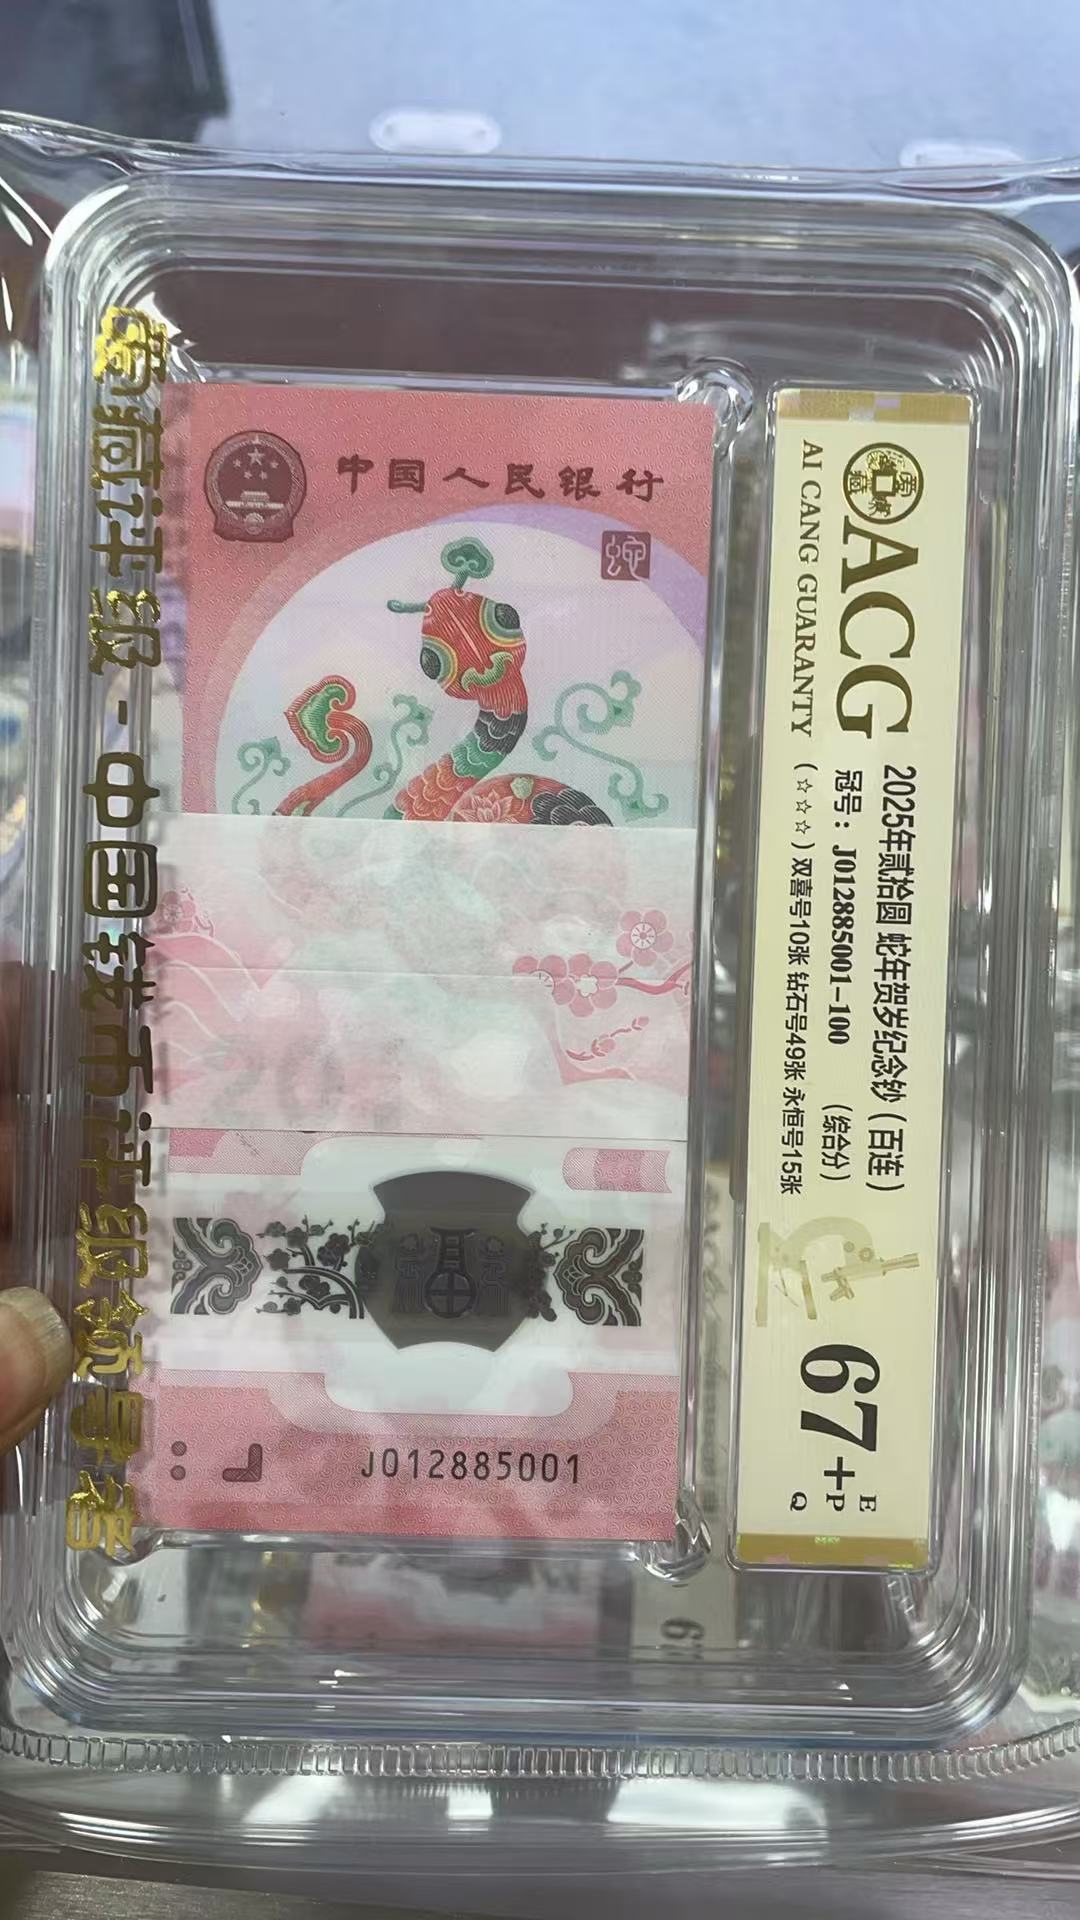 爱藏评级-中国钱币评级领导者
中国人民银行
蛇
J012885001
ACG
AI CANG GUARANTY
2025年贰拾圆 蛇年贺岁纪念钞（百连）
冠号：J012885001-100 （综合分）
（☆☆☆）双喜号10张 钻石号49张 永恒号15张
67+
E
P
Q